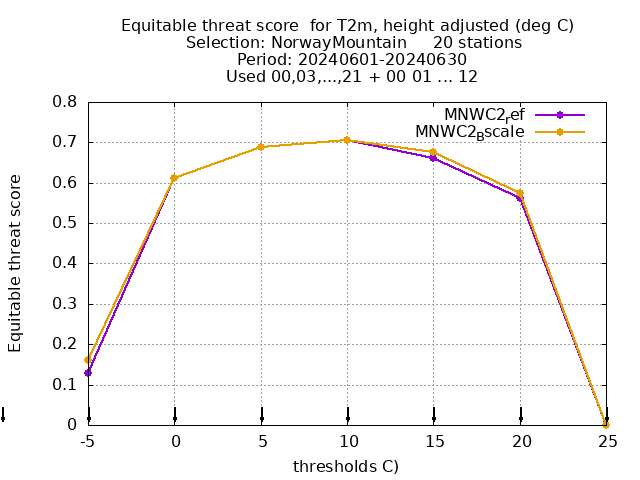 Equitable threat score  for T2m, height adjusted (deg C)
Selection: NorwayMountain     20 stations
Period: 20240601-20240630
Used 00,03,...,21 + 00 01 ... 12
MNWC2_ref
MNWC2_Bscale
0.8
0.7
0.6
0.5
0.4
0.3
0.2
0.1
0
Equitable threat score
-5 0 5 10 15 20 25
thresholds C)